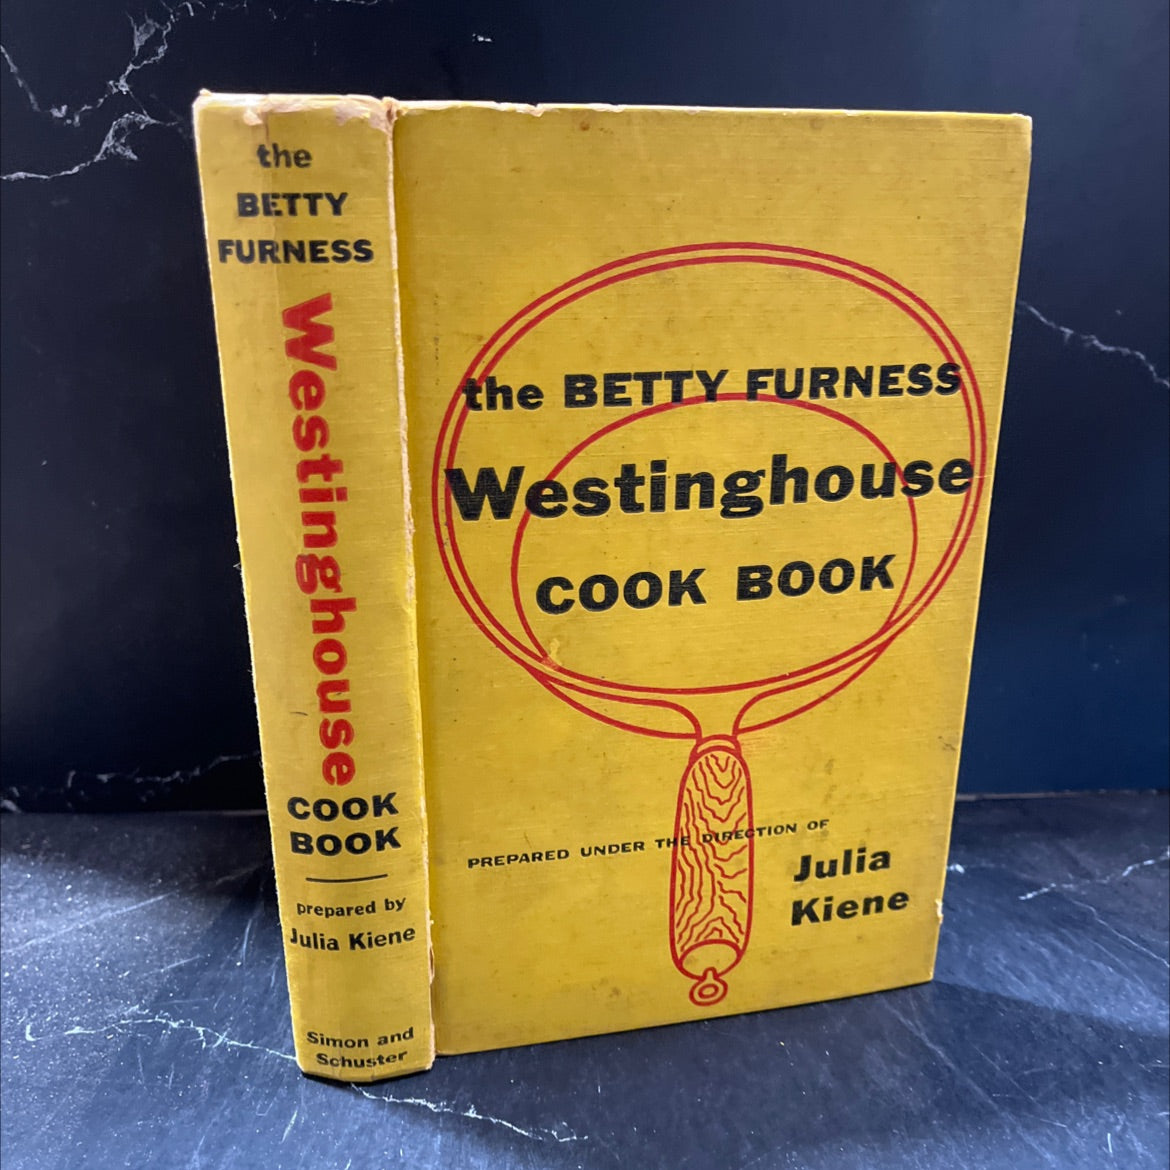 the
BETTY
FURNESS
Westinghouse
COOK
BOOK
prepared by
Julia Kiene
Simon and
Schuster
the BETTY FURNESS
Westinghouse
COOK BOOK
PREPARED UNDER THE DIRECTION OF
Julia
Kiene